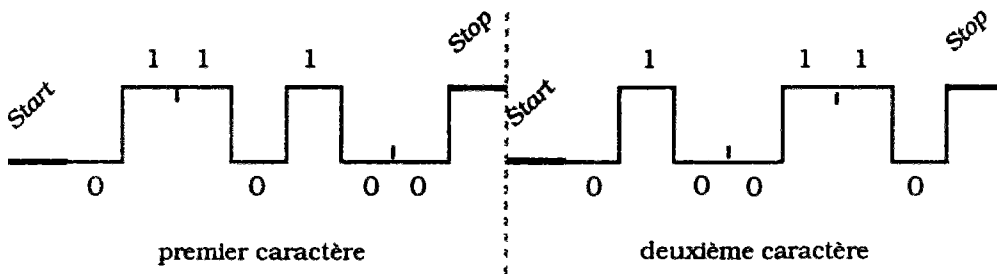 Stop Stop
1 1 1 1 1 1
Start Start
0 0 0 0 0 0 0 0
premier caractère deuxième caractère